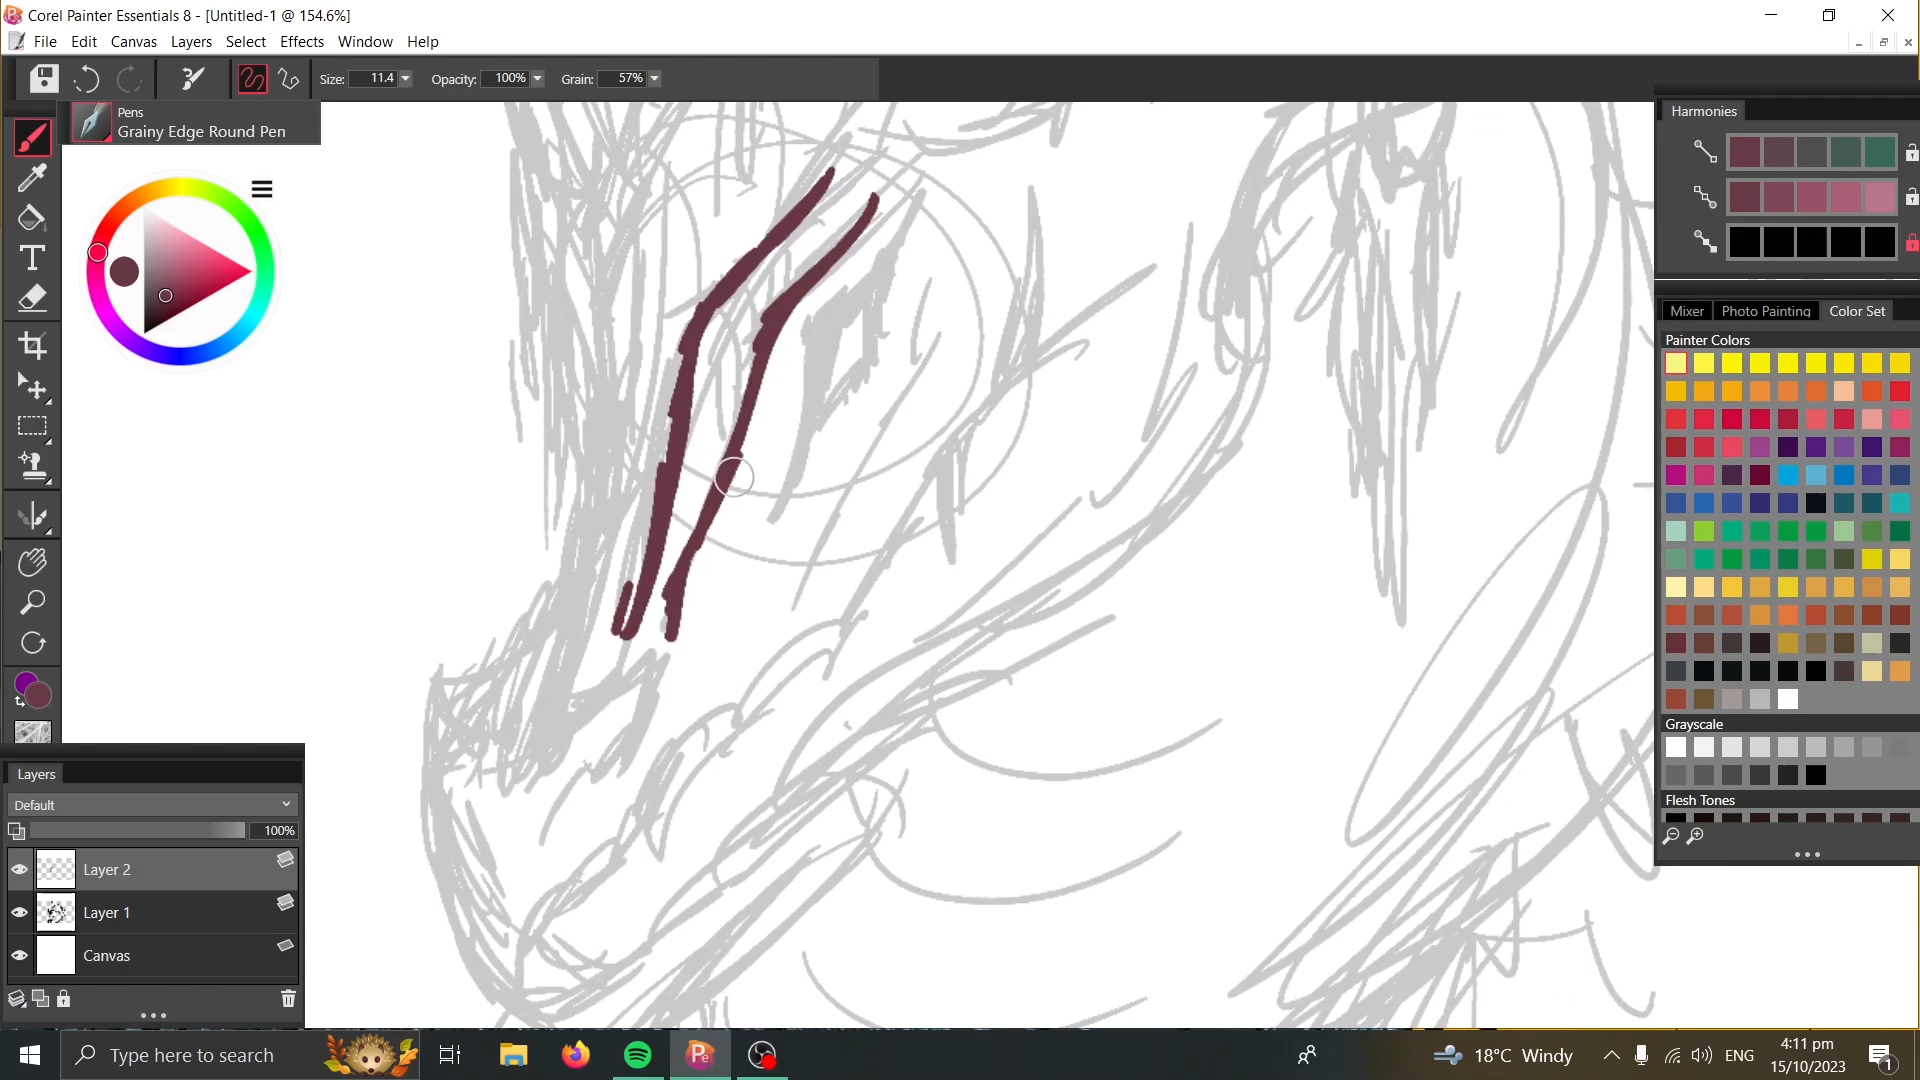 Corel Painter Essentials 8 - [Untitled-1 @ 154.6%]
File Edit Canvas Layers Select Effects Window Help
Size: 11.4 Opacity: 100% Grain: 57%
Pens
Grainy Edge Round Pen
Harmonies
Mixer Photo Painting Color Set
Painter Colors
Grayscale
Flesh Tones
Layers
Default
100%
Layer 2
Layer 1
Canvas
Type here to search
Pe
18°C Windy
ENG
4:11 pm
15/10/2023
1